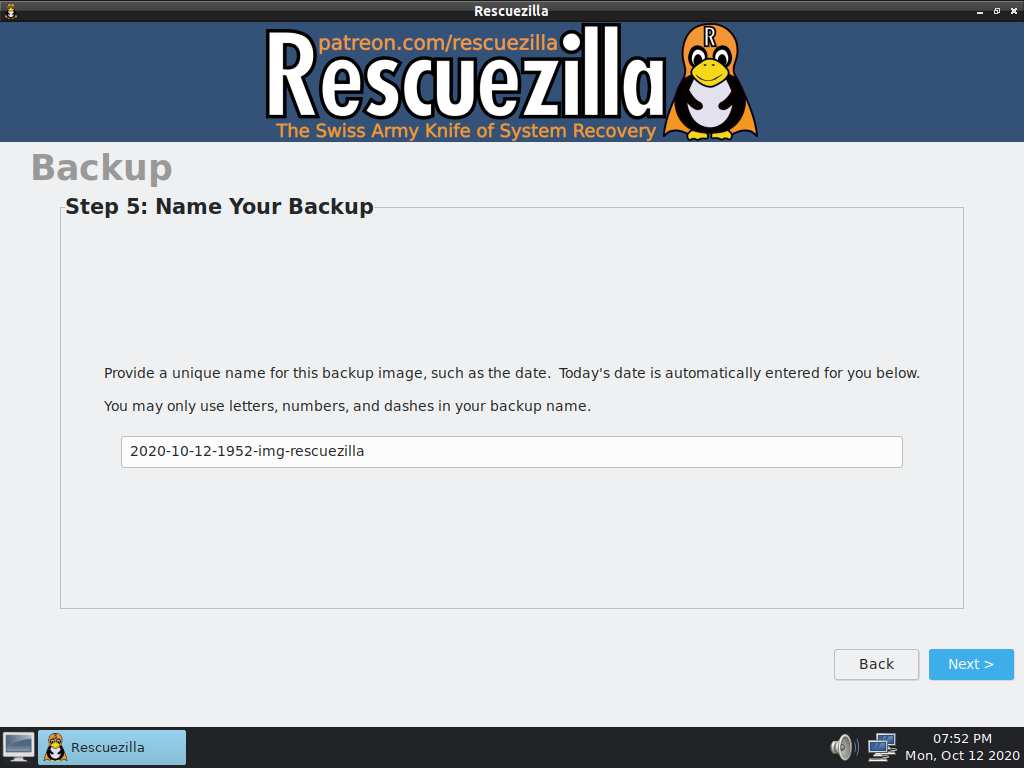 Rescuezilla
patreon.com/rescuezilla
Rescuezilla
R
The Swiss Army Knife of System Recovery
Backup
Step 5: Name Your Backup
Provide a unique name for this backup image, such as the date.  Today's date is automatically entered for you below.
You may only use letters, numbers, and dashes in your backup name.
2020-10-12-1952-img-rescuezilla
Back
Next >
Rescuezilla
07:52 PM
Mon, Oct 12 2020